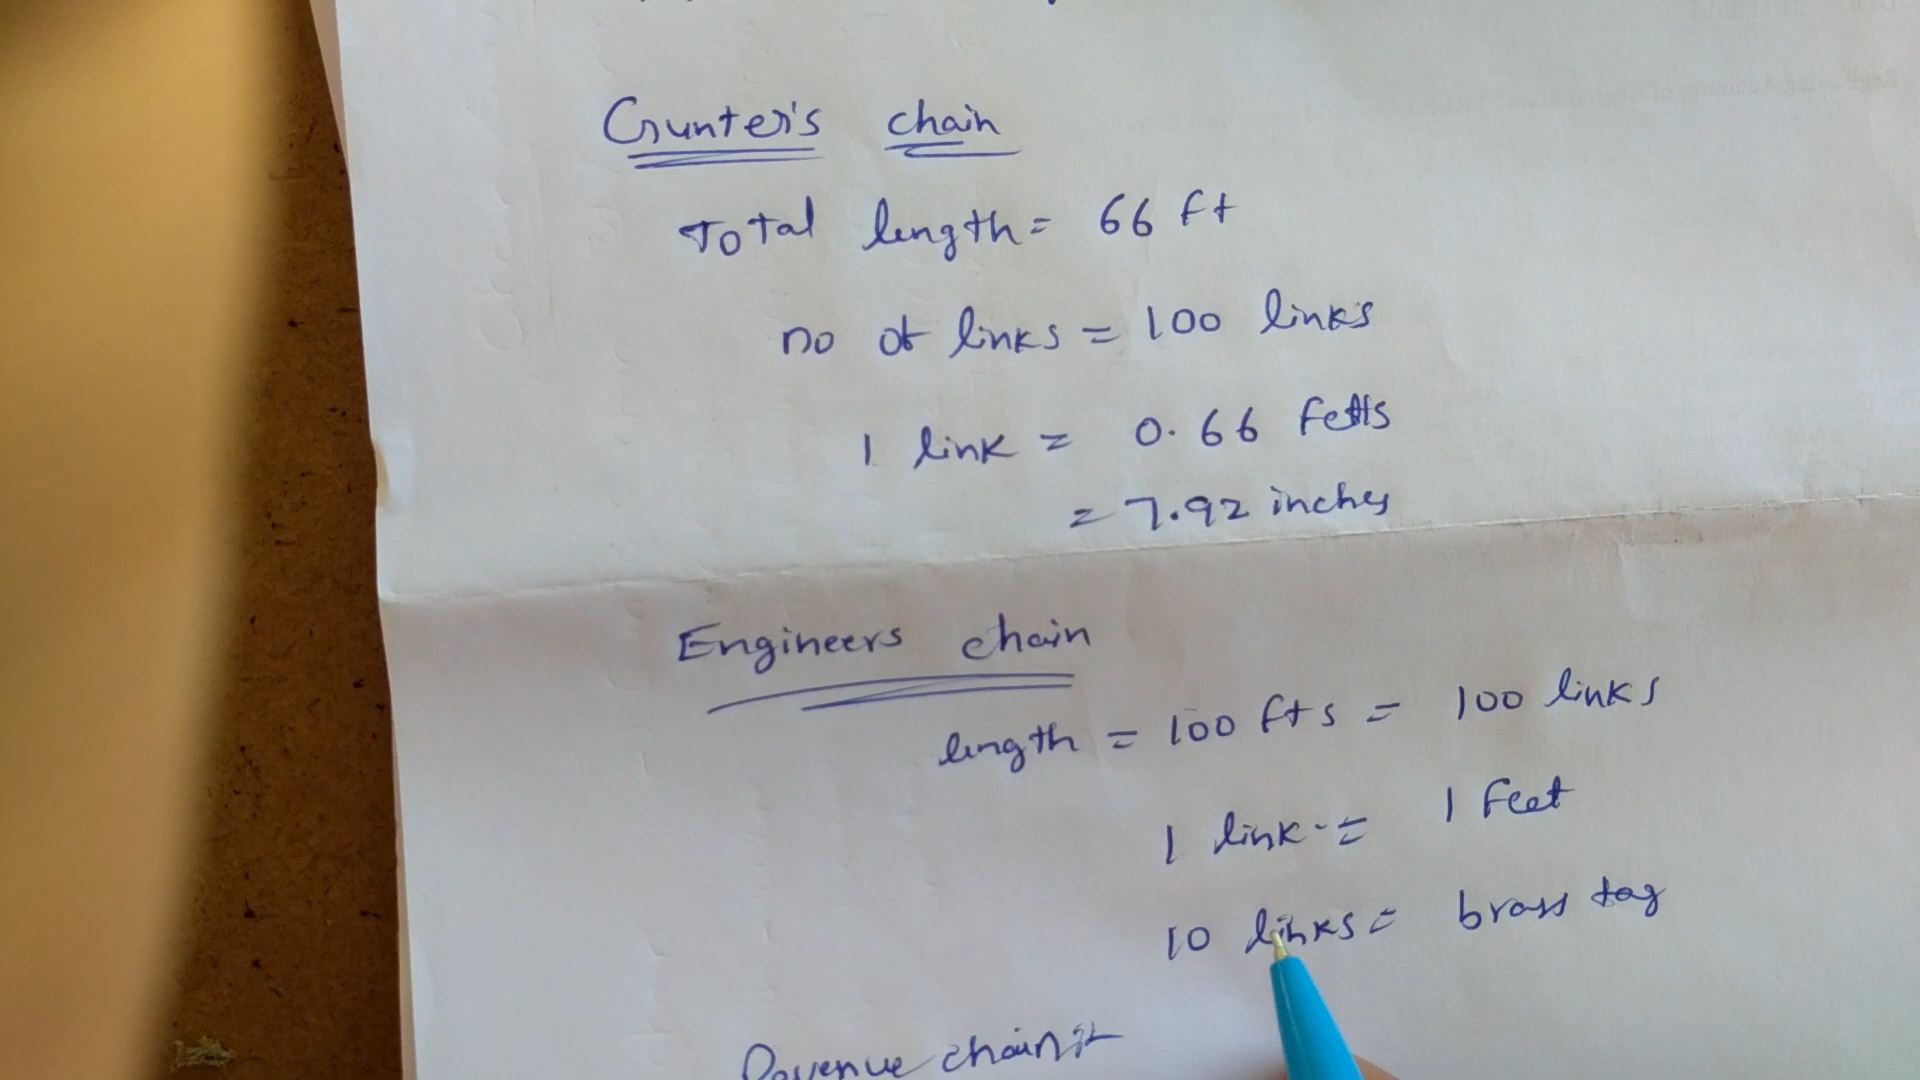 Gunter's chain
Total length = 66 ft
no of links = 100 links
1 link = 0.66 Fetts
= 7.92 inches
Engineers chain
length = 100 fts = 100 links
1 link = 1 Feet
10 links = brass tag
Revenue chain